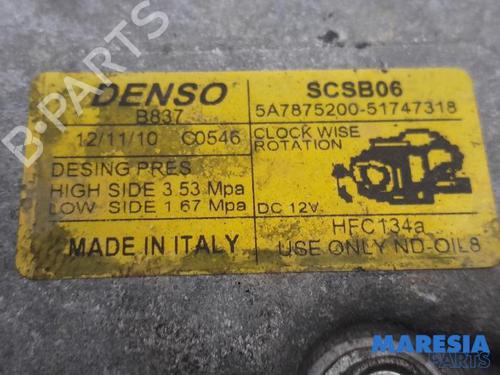 DENSO
B837
12/11/10 C0546
DESING PRES
HIGH SIDE 3 53 Mpa
LOW SIDE 1 67 Mpa
MADE IN ITALY
SCSB06
5A7875200-51747318
CLOCK WISE
ROTATION
DC 12V.
HFC134a
USE ONLY ND-OIL8
MARESIA
PARTS